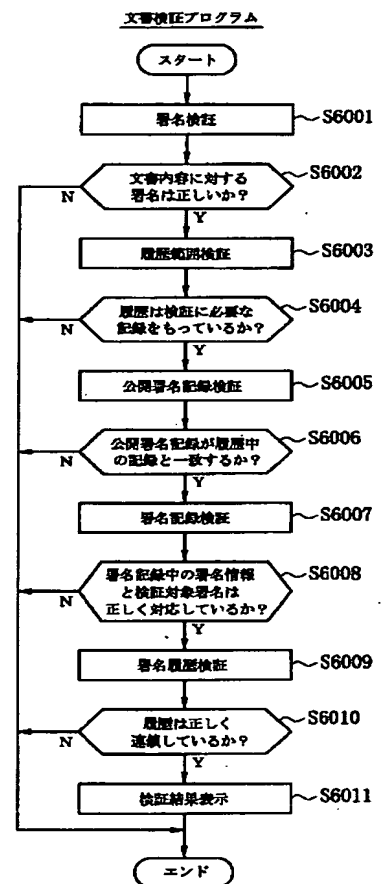 文書検証プログラム
スタート
署名検証
S6001
文書内容に対する
署名は正しいか?
S6002
N
Y
履歴範囲検証
S6003
履歴は検証に必要な
記録をもっているか?
S6004
N
Y
公開署名記録検証
S6005
公開署名記録が履歴中
の記録と一致するか?
S6006
N
Y
署名記録検証
S6007
署名記録中の署名情報
と検証対象署名は
正しく対応しているか?
S6008
N
Y
署名履歴検証
S6009
履歴は正しく
連鎖しているか?
S6010
N
Y
検証結果表示
S6011
エンド